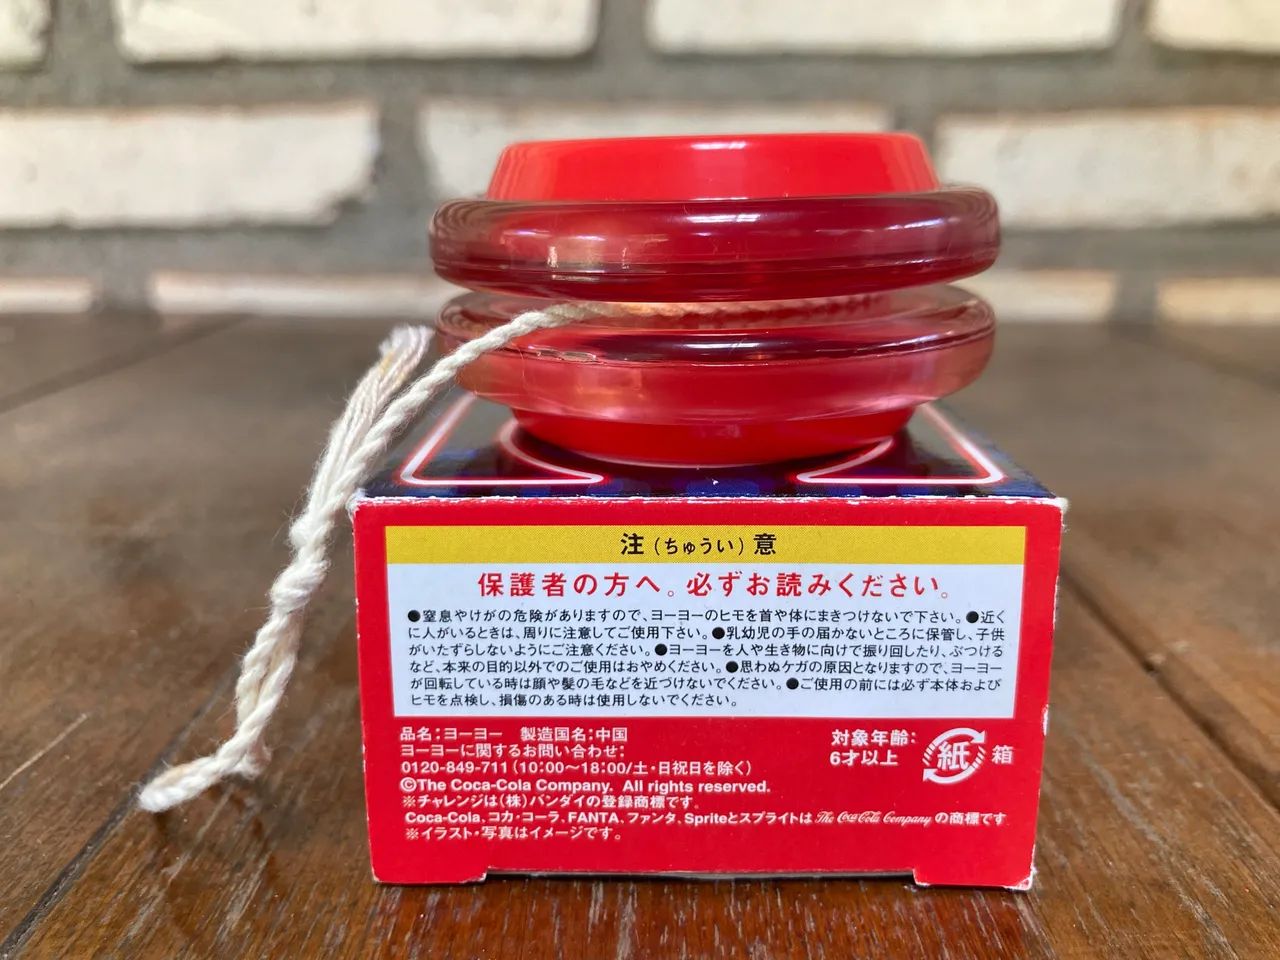 注(ちゅうい)意
保護者の方へ。必ずお読みください。
●窒息やけがの危険がありますので、ヨーヨーのヒモを首や体にまきつけないで下さい。●近く
に人がいるときは、周りに注意してご使用下さい。●乳幼児の手の届かないところに保管し、子供
がいたずらしないようにご注意ください。●ヨーヨーを人や生き物に向けて振り回したり、ぶつける
など、本来の目的以外でのご使用はおやめください。●思わぬケガの原因となりますので、ヨーヨー
が回転している時は顔や髪の毛などを近づけないでください。●ご使用の前には必ず本体および
ヒモを点検し、損傷のある時は使用しないでください。
品名:ヨーヨー 製造国名:中国
ヨーヨーに関するお問い合わせ:
0120-849-711(10:00〜18:00/土・日祝日を除く)
©The Coca-Cola Company. All rights reserved.
※チャレンジは(株)バンダイの登録商標です。
Coca-Cola、コカ・コーラ、FANTA、ファンタ、Spriteとスプライトは The Coca-Cola Company の商標です
※イラスト・写真はイメージです。
対象年齢:
6才以上
紙 箱